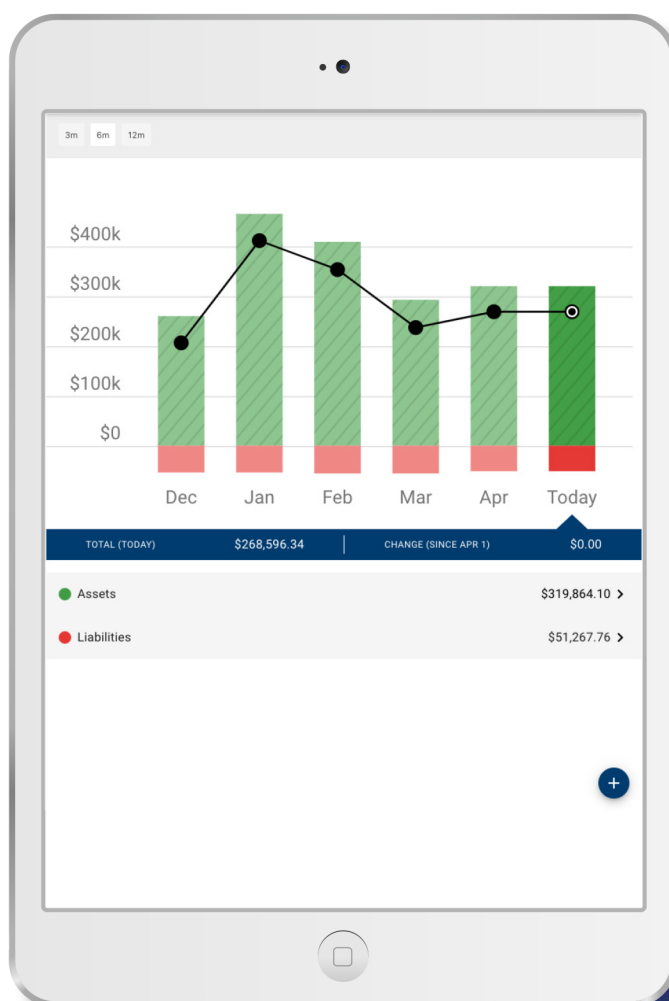 3m 6m 12m
$400k
$300k
$200k
$100k
$0
Dec Jan Feb Mar Apr Today
TOTAL (TODAY) $268,596.34 CHANGE (SINCE APR 1) $0.00
Assets $319,864.10
Liabilities $51,267.76